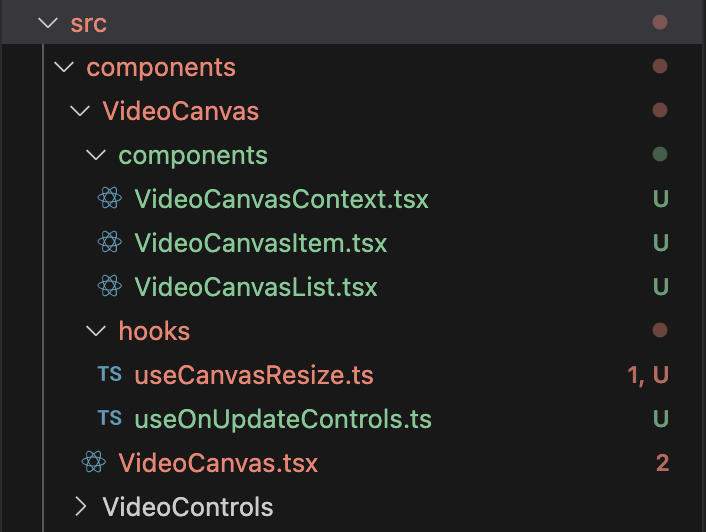 src
components
VideoCanvas
components
VideoCanvasContext.tsx U
VideoCanvasItem.tsx U
VideoCanvasList.tsx U
hooks
TS useCanvasResize.ts 1, U
TS useOnUpdateControls.ts U
VideoCanvas.tsx 2
VideoControls